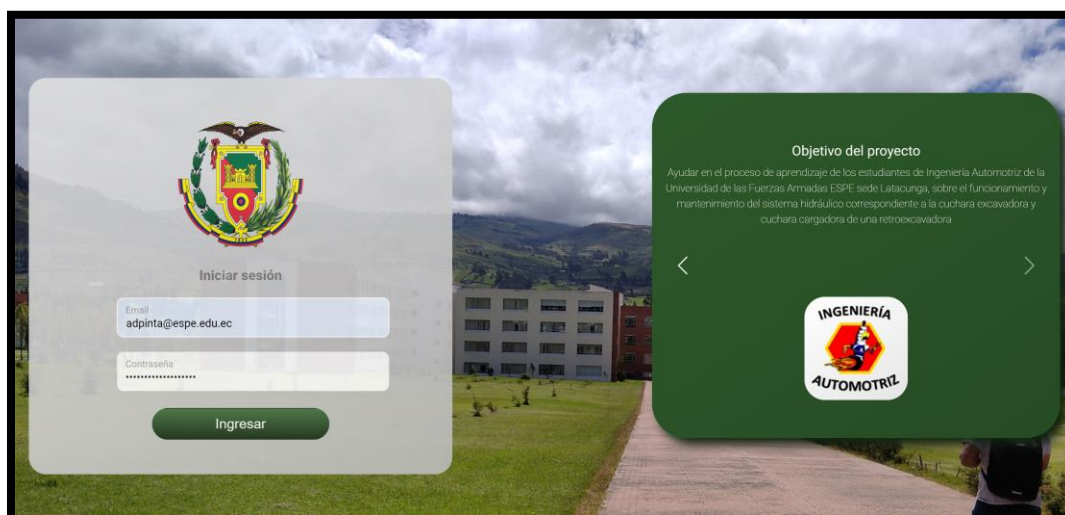 Iniciar sesión
Email
adpinta@espe.edu.ec
Contraseña
••••••••••••••••••
Ingresar
Objetivo del proyecto
Ayudar en el proceso de aprendizaje de los estudiantes de Ingeniería Automotriz de la
Universidad de las Fuerzas Armadas ESPE sede Latacunga, sobre el funcionamiento y
mantenimiento del sistema hidráulico correspondiente a la cuchara excavadora y
cuchara cargadora de una retroexcavadora
INGENIERÍA
AUTOMOTRIZ